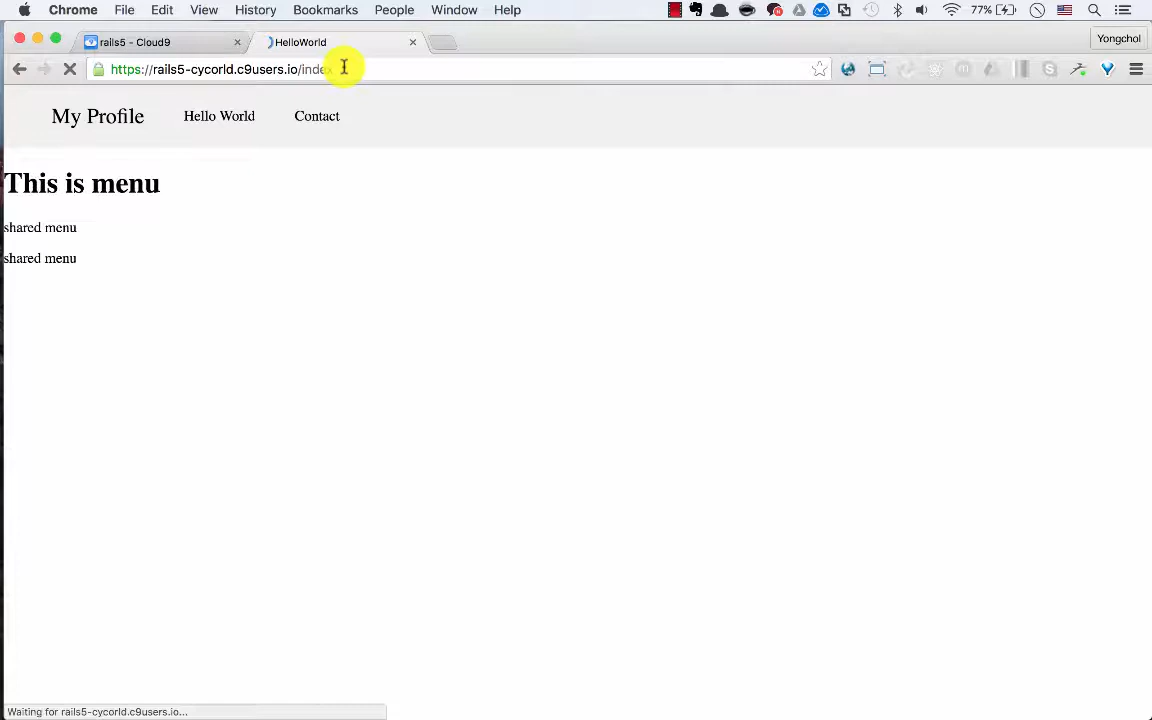 Chrome File Edit View History Bookmarks People Window Help 77%
rails5 - Cloud9 HelloWorld Yongchol
https://rails5-cycorld.c9users.io/index
My Profile Hello World Contact
This is menu
shared menu
shared menu
Waiting for rails5-cycorld.c9users.io...